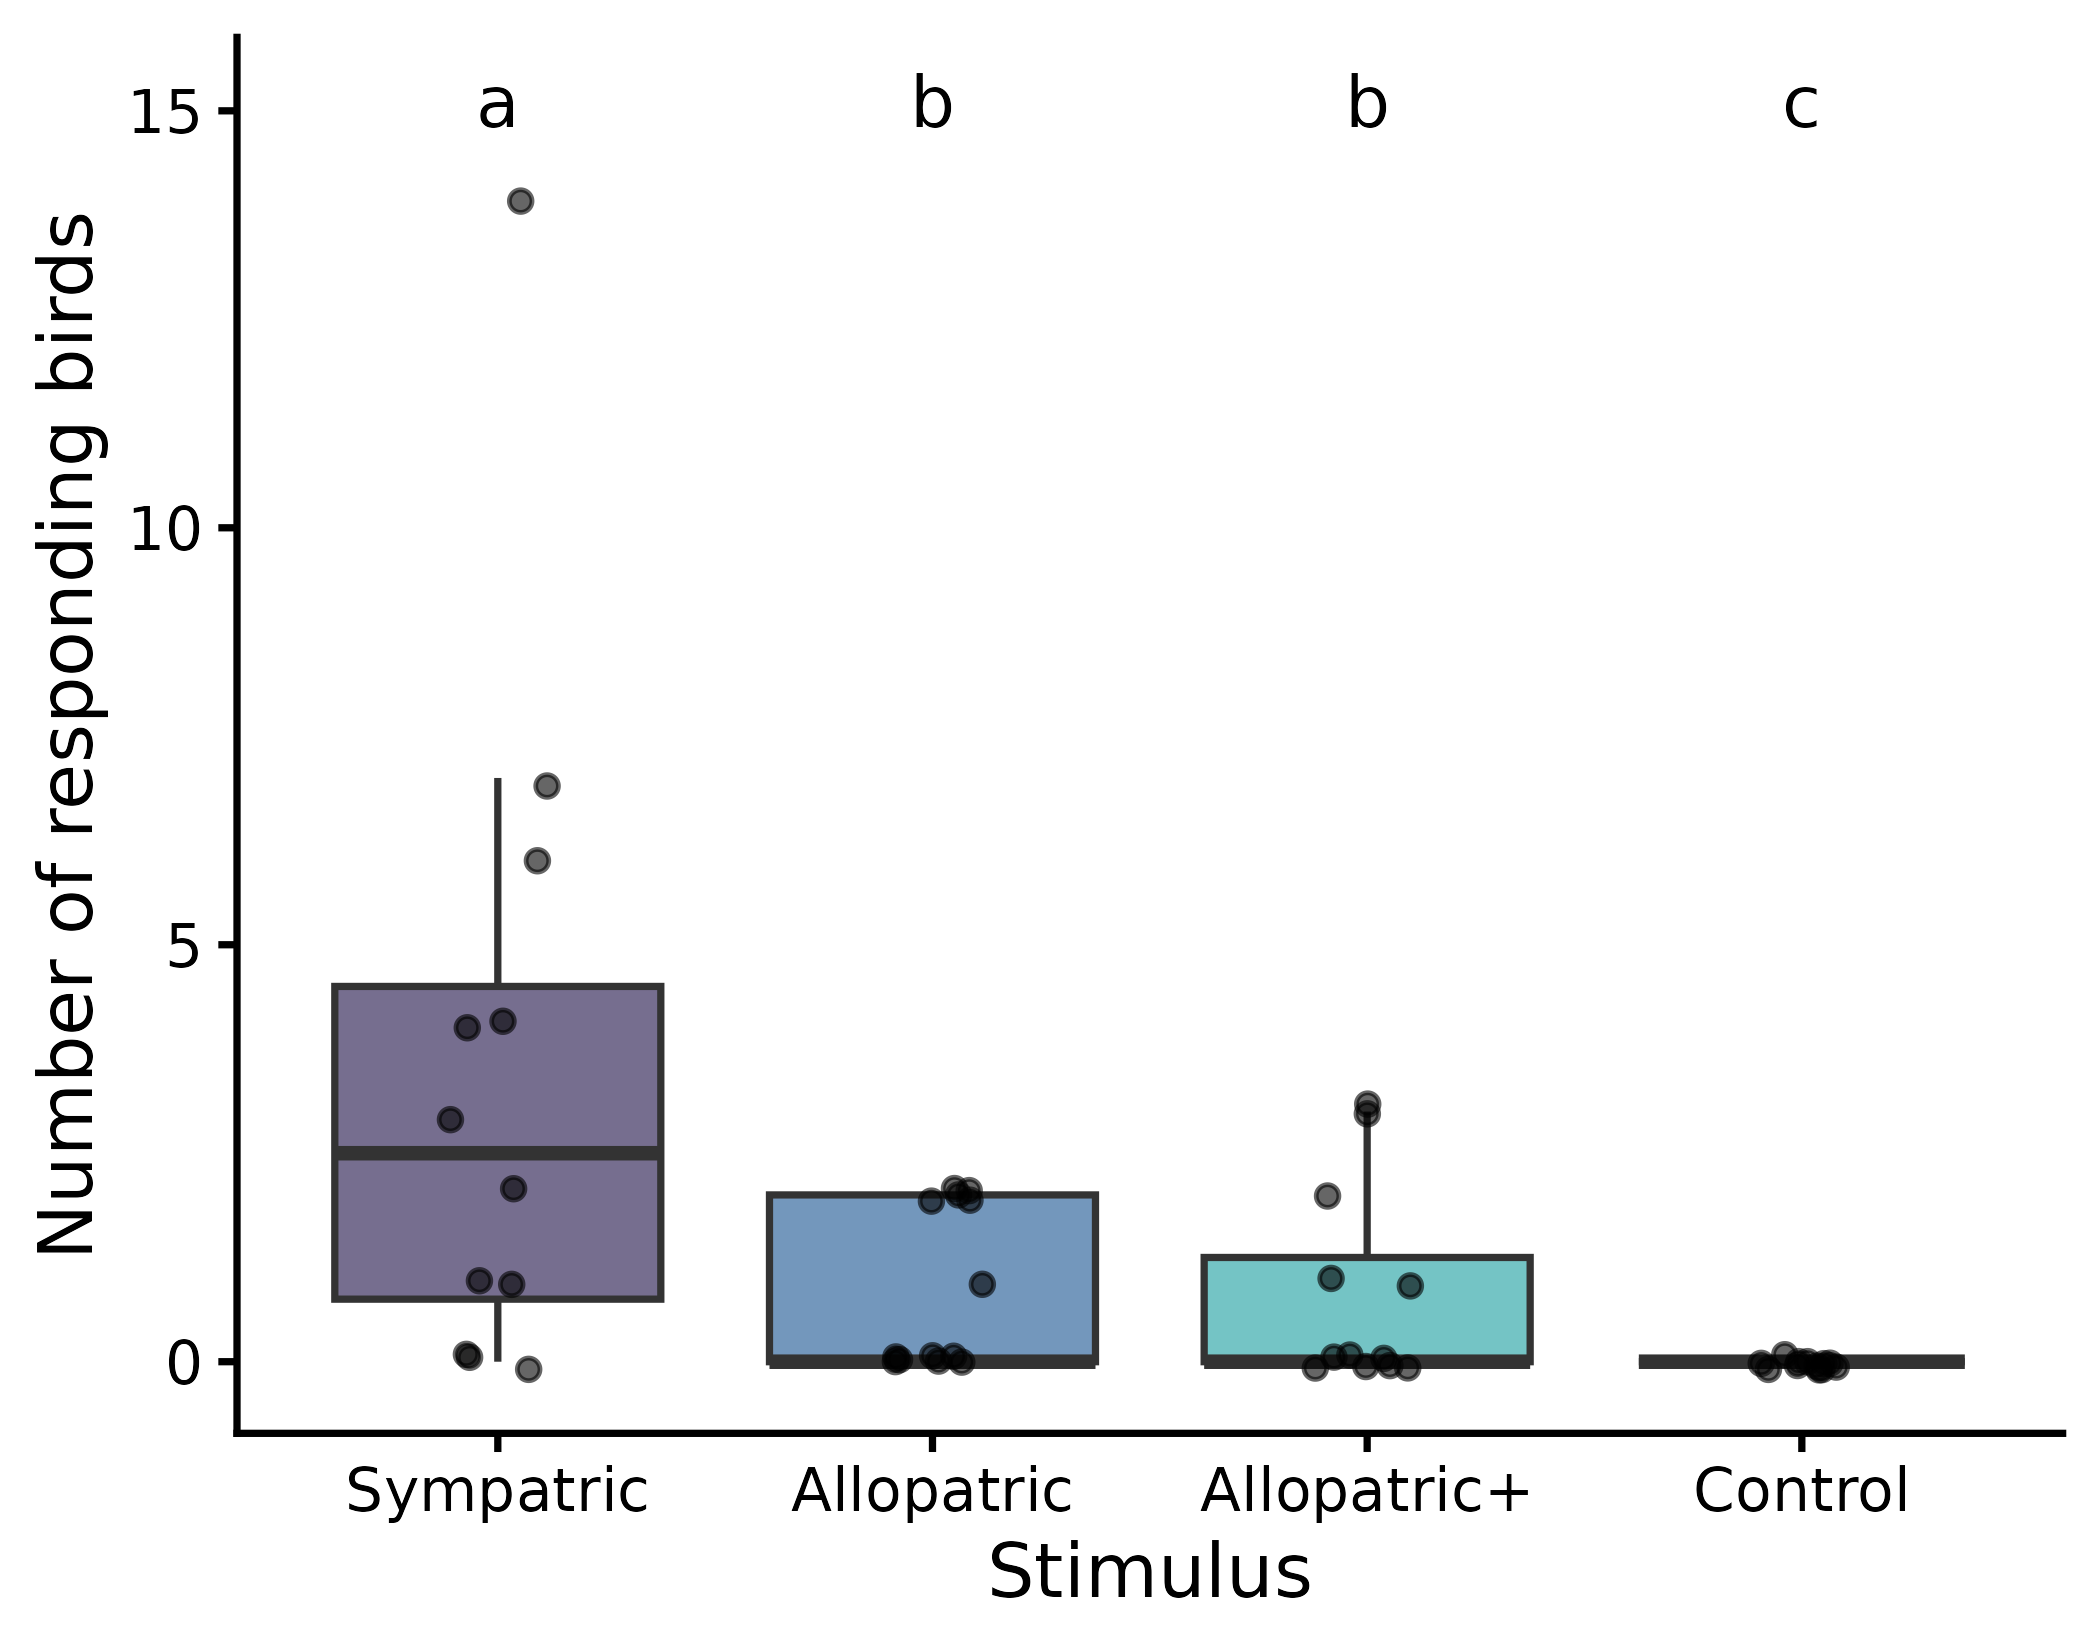 a b b c
15
10
5
0
Number of responding birds
Sympatric Allopatric Allopatric+ Control
Stimulus